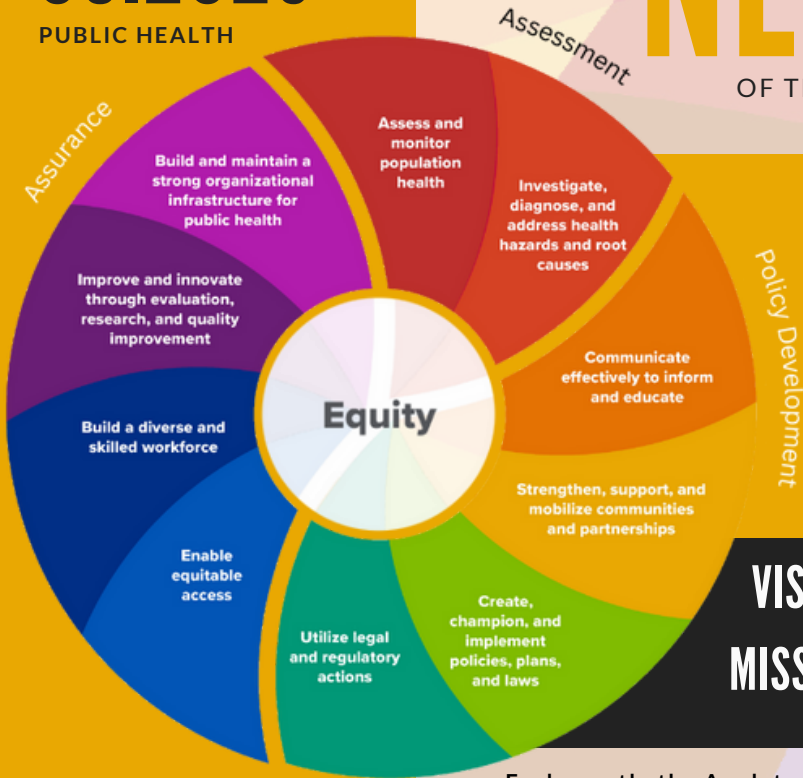 PUBLIC HEALTH
NE
OF T
Assessment
Assurance
Policy Development
Assess and
monitor
population
health
Investigate,
diagnose, and
address health
hazards and root
causes
Communicate
effectively to inform
and educate
Strengthen, support, and
mobilize communities
and partnerships
Create,
champion, and
implement
policies, plans,
and laws
Utilize legal
and regulatory
actions
Enable
equitable
access
Build a diverse and
skilled workforce
Improve and innovate
through evaluation,
research, and quality
improvement
Build and maintain a
strong organizational
infrastructure for
public health
Equity
VIS
MISS